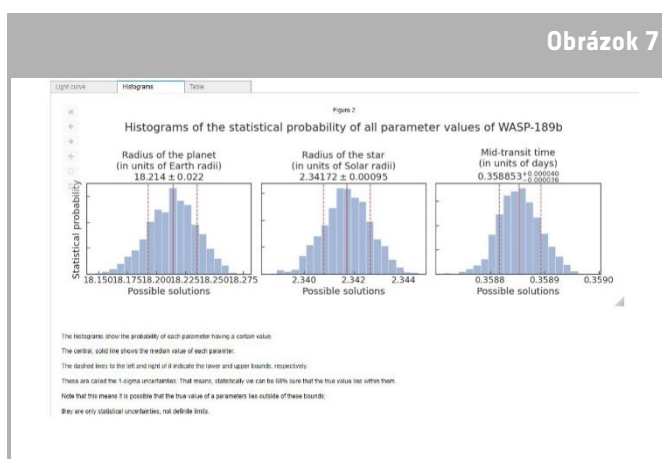 Obrázok 7
Light curve
Histograms
Table
Figure 2
Histograms of the statistical probability of all parameter values of WASP-189b
Radius of the planet
(in units of Earth radii)
18.214 ± 0.022
Radius of the star
(in units of Solar radii)
2.34172 ± 0.00095
Mid-transit time
(in units of days)
0.358853+0.000040−0.000036
Statistical probability
18.150 18.175 18.200 18.225 18.250 18.275
Possible solutions
2.340 2.342 2.344
Possible solutions
0.3588 0.3589 0.3590
Possible solutions
The histograms show the probability of each parameter having a certain value.
The central, solid line shows the median value of each paramter.
The dashed lines to the left and right of it indicate the lower and upper bounds, respectively.
These are called the 1-sigma uncertainties. That means, statistically we can be 68% sure that the true value lies within them.
Note that this means it is possible that the true value of a parameters lies outside of these bounds;
they are only statistical uncertainties, not definite limits.